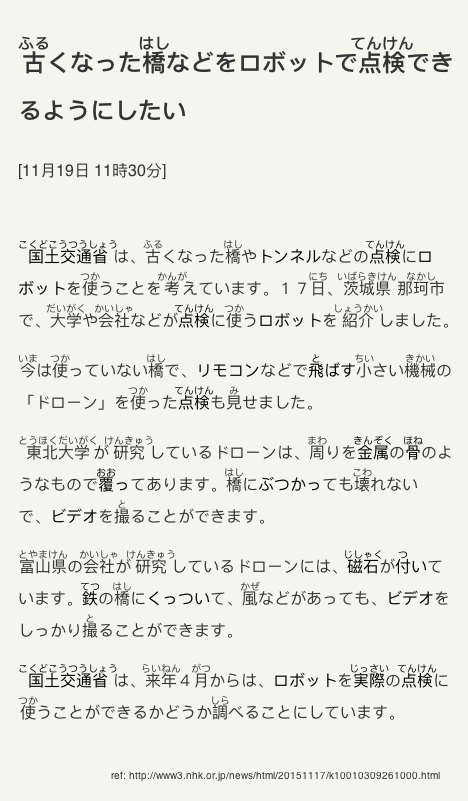 古くなった橋などをロボットで点検でき
るようにしたい
[11月19日 11時30分]
国土交通省は、古くなった橋やトンネルなどの点検にロ
ボットを使うことを考えています。１７日、茨城県那珂市
で、大学や会社などが点検に使うロボットを紹介しました。
今は使っていない橋で、リモコンなどで飛ばす小さい機械の
「ドローン」を使った点検も見せました。
東北大学が研究しているドローンは、周りを金属の骨のよ
うなもので覆ってあります。橋にぶつかっても壊れない
で、ビデオを撮ることができます。
富山県の会社が研究しているドローンには、磁石が付いて
います。鉄の橋にくっついて、風などがあっても、ビデオを
しっかり撮ることができます。
国土交通省は、来年４月からは、ロボットを実際の点検に
使うことができるかどうか調べることにしています。
ref: http://www3.nhk.or.jp/news/html/20151117/k10010309261000.html